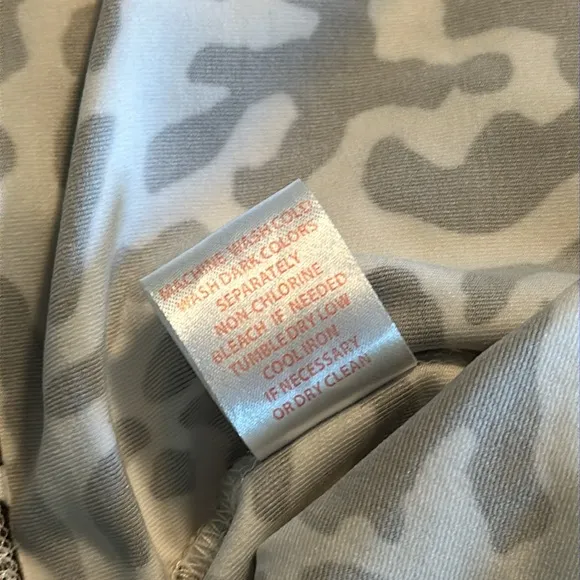 MACHINE WASH COLD
WASH DARK COLORS
SEPARATELY
NON-CHLORINE
BLEACH IF NEEDED
TUMBLE DRY LOW
COOL IRON
IF NECESSARY
OR DRY CLEAN